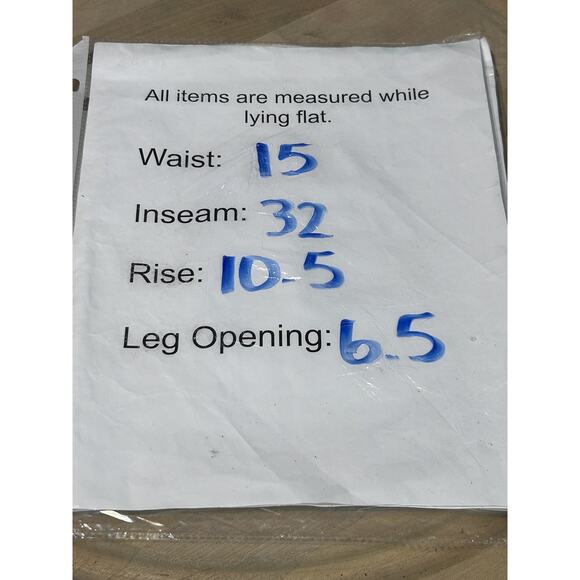 All items are measured while
lying flat.
Waist: 15
Inseam: 32
Rise: 10-5
Leg Opening: 6.5